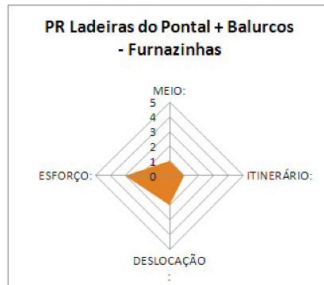 PR Ladeiras do Pontal + Balurcos
- Furnazinhas
MEIO:
5
4
3
2
1
0
ESFORÇO:
ITINERÁRIO:
DESLOCAÇÃO
: